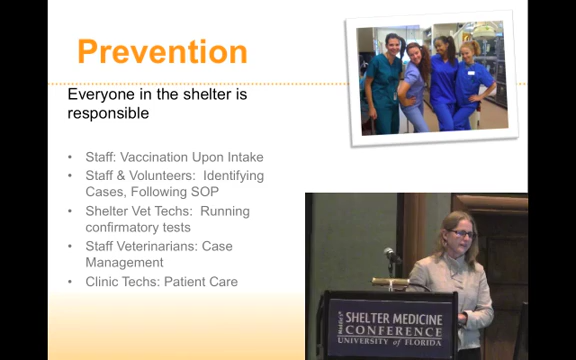 Prevention
Everyone in the shelter is
responsible
• Staff: Vaccination Upon Intake
• Staff & Volunteers: Identifying
Cases, Following SOP
• Shelter Vet Techs: Running
confirmatory tests
• Staff Veterinarians: Case
Management
• Clinic Techs: Patient Care
Maddie's
SHELTER MEDICINE
CONFERENCE
UNIVERSITY of FLORIDA